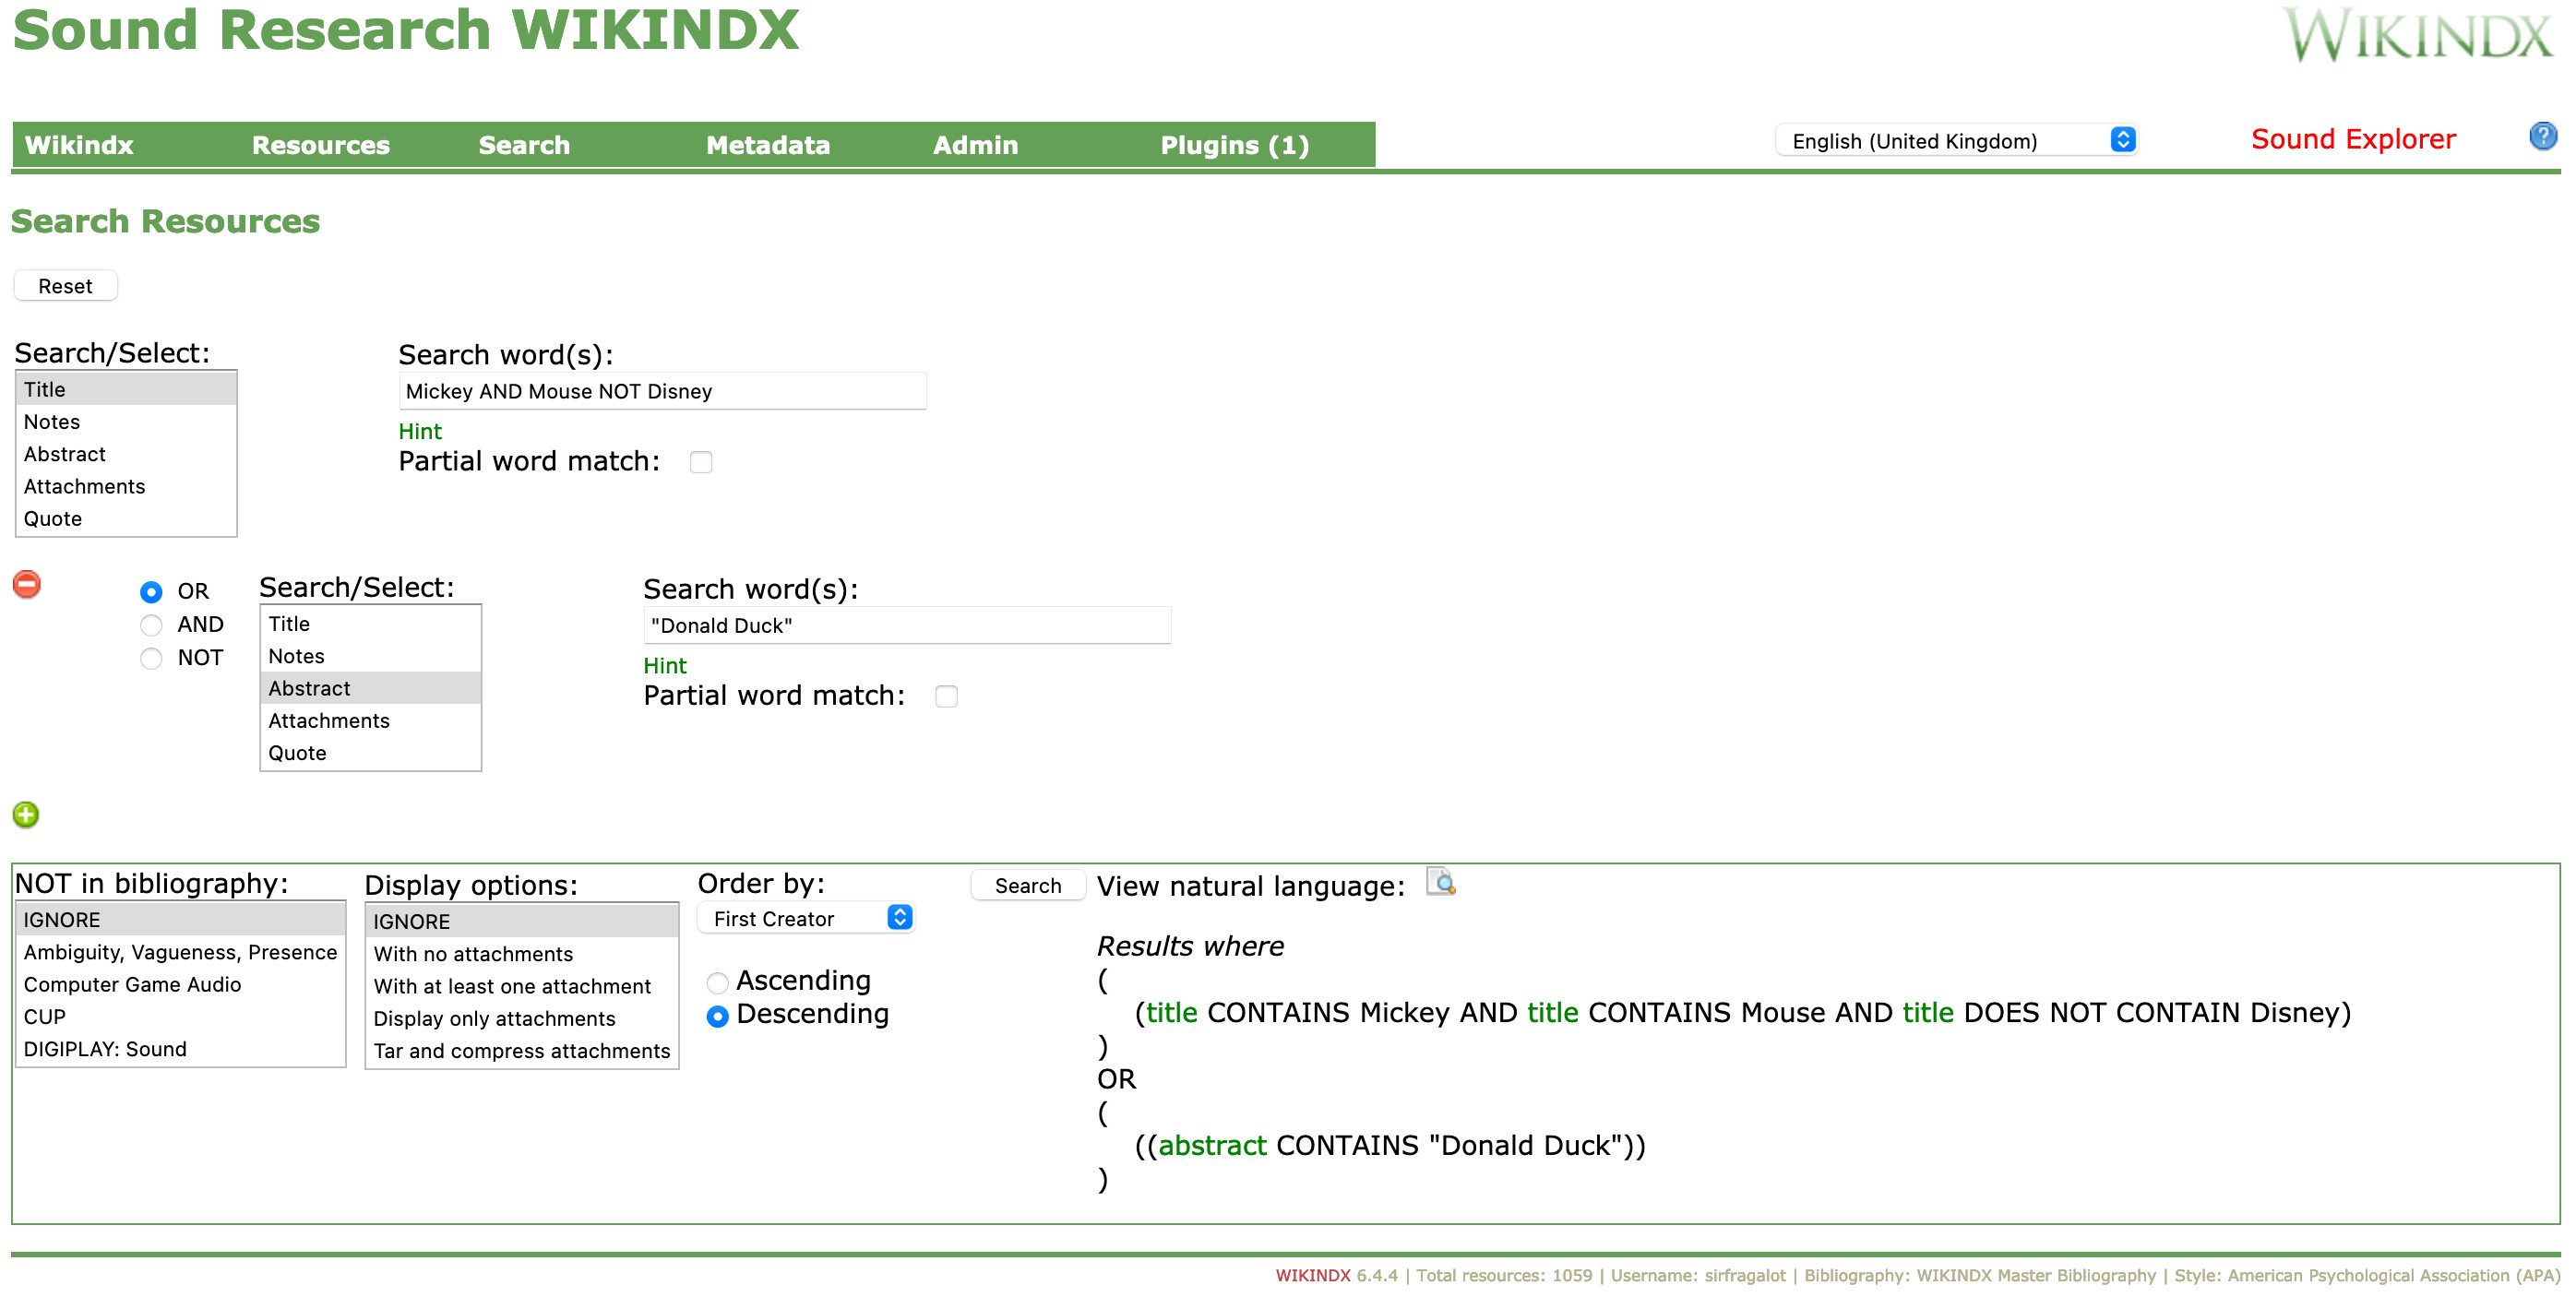 Sound Research WIKINDX
WIKINDX
Wikindx Resources Search Metadata Admin Plugins (1)
English (United Kingdom)
Sound Explorer
?
Search Resources
Reset
Search/Select:
Title
Notes
Abstract
Attachments
Quote
Search word(s):
Mickey AND Mouse NOT Disney
Hint
Partial word match:
OR
AND
NOT
Search/Select:
Title
Notes
Abstract
Attachments
Quote
Search word(s):
"Donald Duck"
Hint
Partial word match:
NOT in bibliography:
IGNORE
Ambiguity, Vagueness, Presence
Computer Game Audio
CUP
DIGIPLAY: Sound
Display options:
IGNORE
With no attachments
With at least one attachment
Display only attachments
Tar and compress attachments
Order by:
First Creator
Ascending
Descending
Search
View natural language:
Results where
(
(title CONTAINS Mickey AND title CONTAINS Mouse AND title DOES NOT CONTAIN Disney)
)
OR
(
((abstract CONTAINS "Donald Duck"))
)
WIKINDX 6.4.4 | Total resources: 1059 | Username: sirfragalot | Bibliography: WIKINDX Master Bibliography | Style: American Psychological Association (APA)